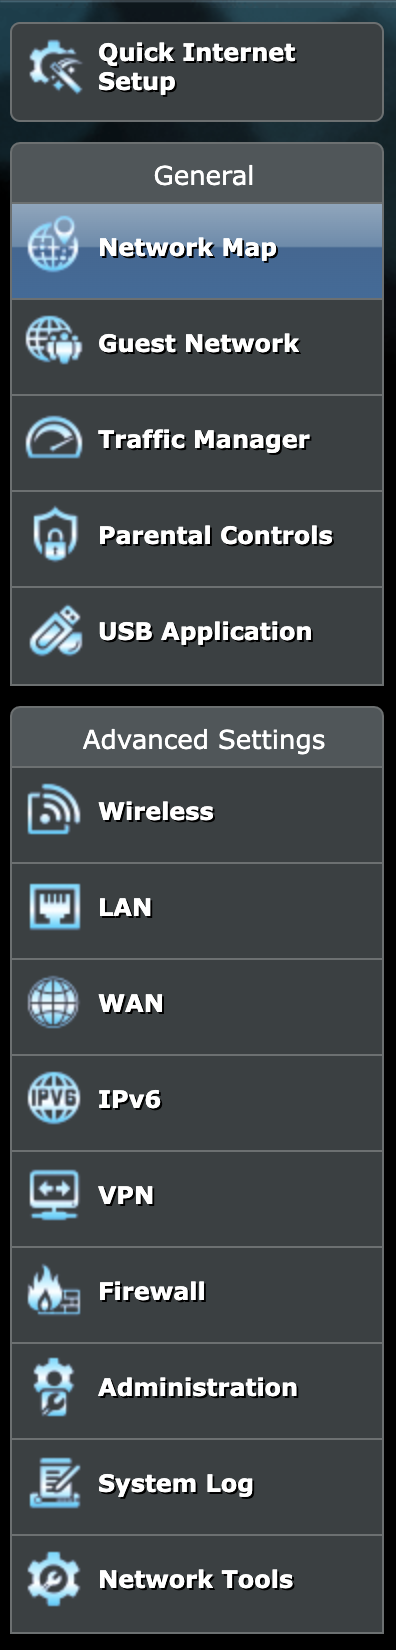 Quick Internet
Setup
General
Network Map
Guest Network
Traffic Manager
Parental Controls
USB Application
Advanced Settings
Wireless
LAN
WAN
IPV6 IPv6
VPN
Firewall
Administration
System Log
Network Tools